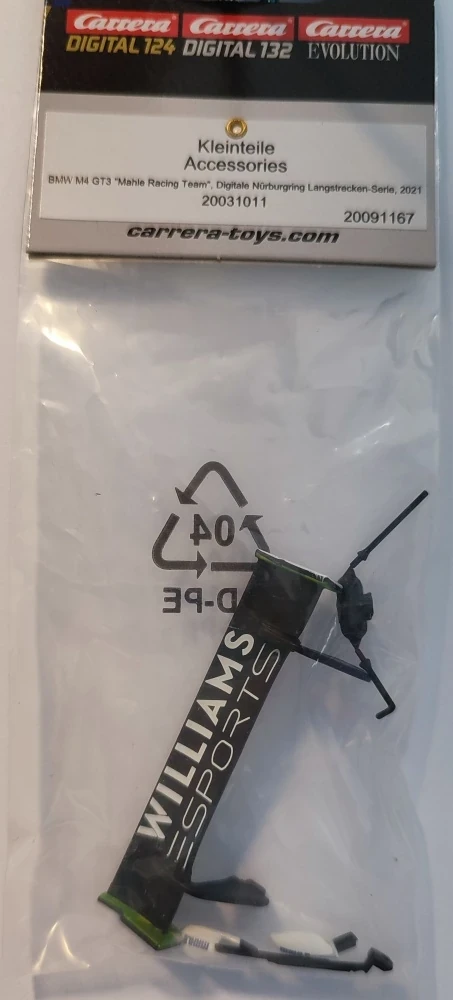 Carrera Carrera Carrera
DIGITAL 124 DIGITAL 132 EVOLUTION
Kleinteile
Accessories
BMW M4 GT3 "Mahle Racing Team", Digitale Nürburgring Langstrecken-Serie, 2021
20031011
20091167
carrera-toys.com
04
D-PE
WILLIAMS
ESPORTS